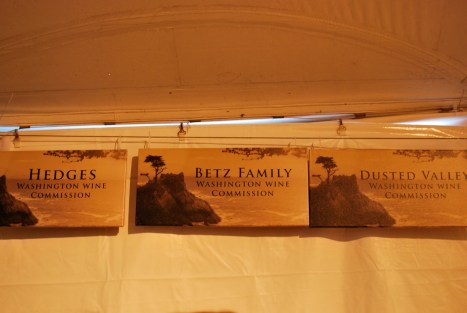 HEDGES
WASHINGTON WINE
COMMISSION
BETZ FAMILY
WASHINGTON WINE
COMMISSION
DUSTED VALLEY
WASHINGTON WINE
COMMISSION